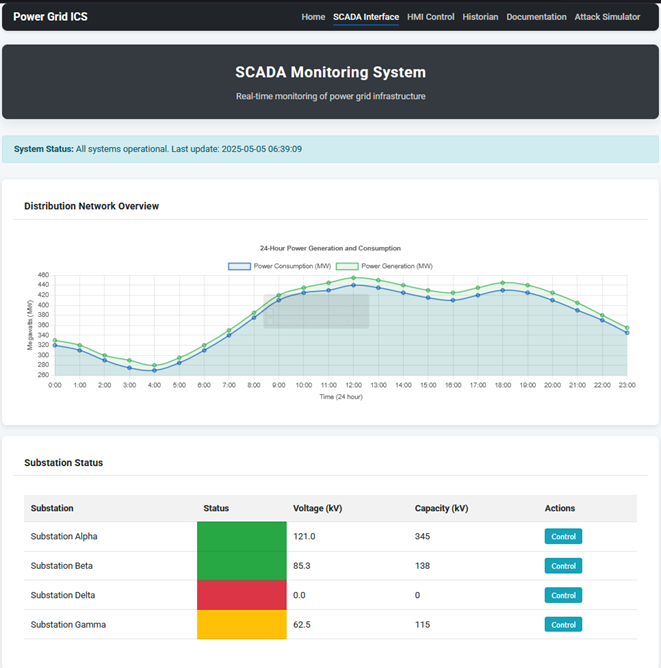 Power Grid ICS
Home SCADA Interface HMI Control Historian Documentation Attack Simulator
SCADA Monitoring System
Real-time monitoring of power grid infrastructure
System Status: All systems operational. Last update: 2025-05-05 06:39:09
Distribution Network Overview
24-Hour Power Generation and Consumption
Power Consumption (MW) Power Generation (MW)
Megawatts (MW)
460
440
420
400
380
360
340
320
300
280
260
0:00 1:00 2:00 3:00 4:00 5:00 6:00 7:00 8:00 9:00 10:00 11:00 12:00 13:00 14:00 15:00 16:00 17:00 18:00 19:00 20:00 21:00 22:00 23:00
Time (24 hour)
Substation Status
Substation Status Voltage (kV) Capacity (kV) Actions
Substation Alpha 121.0 345 Control
Substation Beta 85.3 138 Control
Substation Delta 0.0 0 Control
Substation Gamma 62.5 115 Control